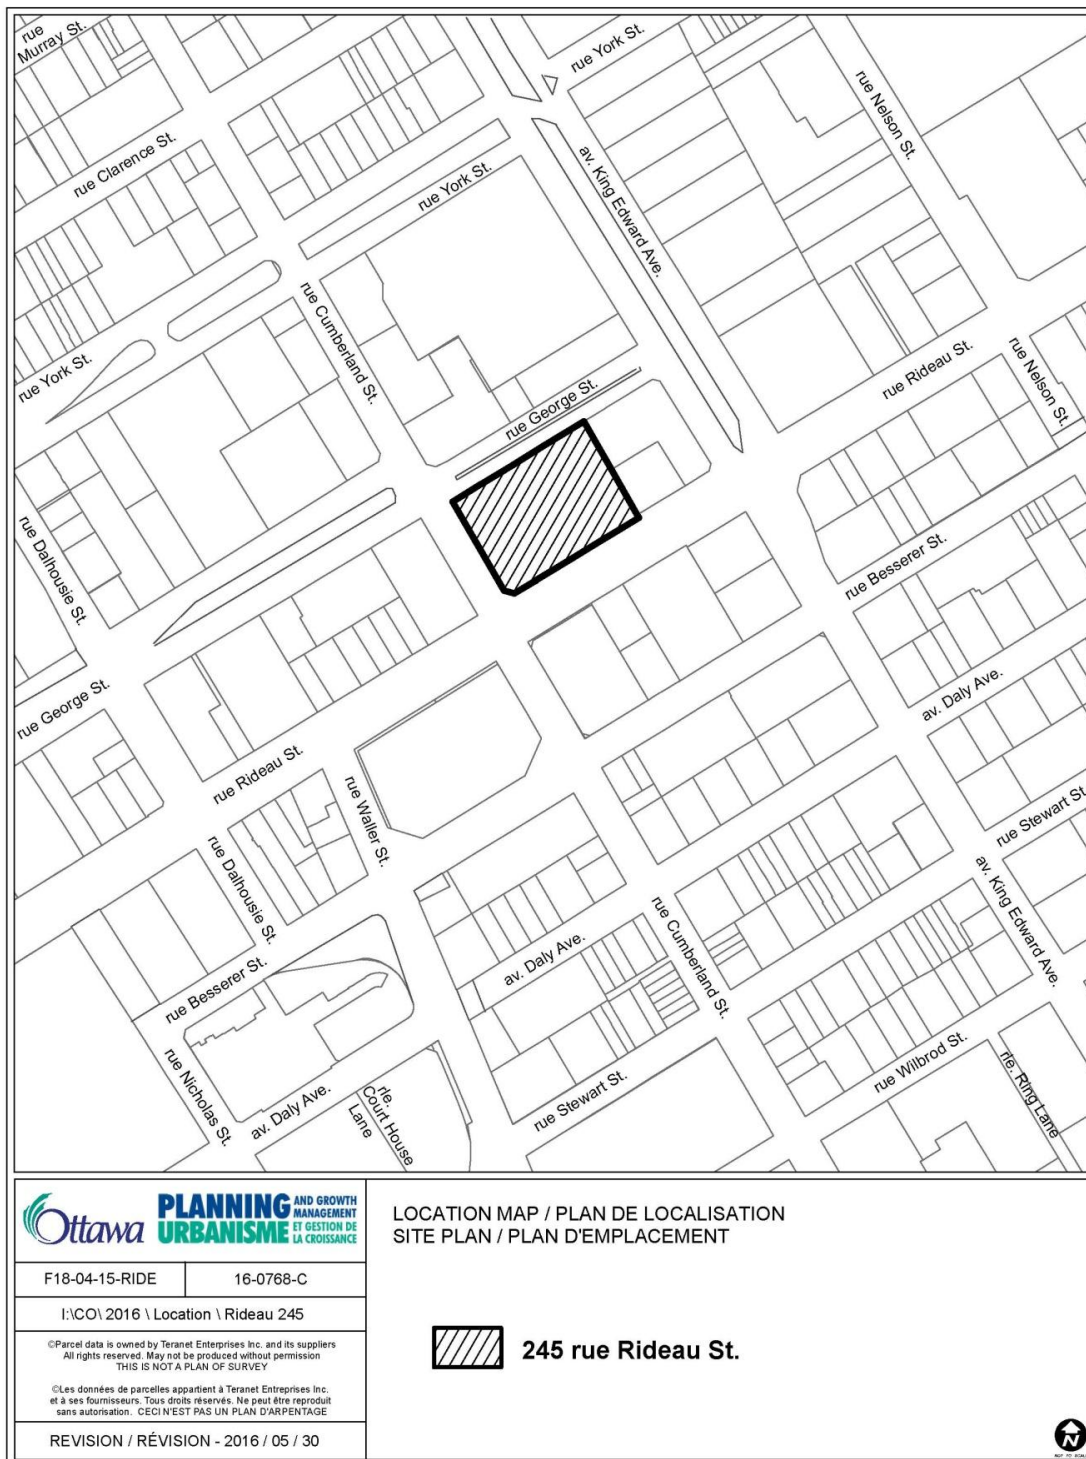 rue
Murray St.
rue York St.
rue Nelson St.
rue Clarence St.
av. King Edward Ave.
rue York St.
rue Cumberland St.
rue York St.
rue Rideau St.
rue Nelson St.
rue George St.
rue Dalhousie St.
rue Besserer St.
rue George St.
av. Daly Ave.
rue Rideau St.
rue Waller St.
rue Stewart St.
rue Dalhousie St.
av. King Edward Ave.
rue Cumberland St.
av. Daly Ave.
rue Besserer St.
rue Wilbrod St.
rle. Ring Lane
rue Nicholas St.
av. Daly Ave.
rle.
Court House
Lane
rue Stewart St.
Ottawa
PLANNING AND GROWTH MANAGEMENT
URBANISME ET GESTION DE LA CROISSANCE
F18-04-15-RIDE 16-0768-C
I:\CO\ 2016 \ Location \ Rideau 245
©Parcel data is owned by Teranet Enterprises Inc. and its suppliers
All rights reserved. May not be produced without permission
THIS IS NOT A PLAN OF SURVEY
©Les données de parcelles appartient à Teranet Entreprises Inc.
et à ses fournisseurs. Tous droits réservés. Ne peut être reproduit
sans autorisation. CECI N'EST PAS UN PLAN D'ARPENTAGE
REVISION / RÉVISION - 2016 / 05 / 30
LOCATION MAP / PLAN DE LOCALISATION
SITE PLAN / PLAN D'EMPLACEMENT
245 rue Rideau St.
N
NOT TO SCALE